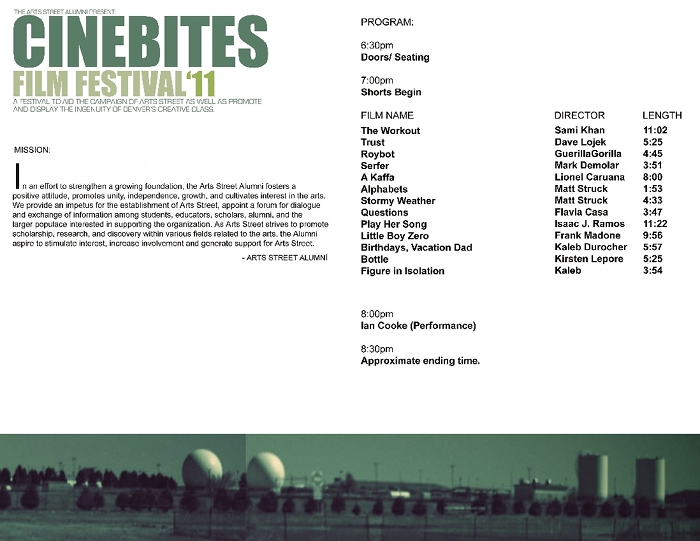 THE ARTS STREET ALUMNI PRESENT:
CINEBITES
FILM FESTIVAL '11
A FESTIVAL TO AID THE CAMPAIGN OF ARTS STREET AS WELL AS PROMOTE
AND DISPLAY THE INGENUITY OF DENVER'S CREATIVE CLASS.
MISSION:
In an effort to strengthen a growing foundation, the Arts Street Alumni fosters a
positive attitude, promotes unity, independence, growth, and cultivates interest in the arts.
We provide an impetus for the establishment of Arts Street, appoint a forum for dialogue
and exchange of information among students, educators, scholars, alumni, and the
larger populace interested in supporting the organization. As Arts Street strives to promote
scholarship, research, and discovery within various fields related to the arts. the Alumni
aspire to stimulate interest, increase involvement and generate support for Arts Street.
- ARTS STREET ALUMNI
PROGRAM:
6:30pm
Doors/ Seating
7:00pm
Shorts Begin
FILM NAME DIRECTOR LENGTH
The Workout Sami Khan 11:02
Trust Dave Lojek 5:25
Roybot GuerillaGorilla 4:45
Serfer Mark Demolar 3:51
A Kaffa Lionel Caruana 8:00
Alphabets Matt Struck 1:53
Stormy Weather Matt Struck 4:33
Questions Flavia Casa 3:47
Play Her Song Isaac J. Ramos 11:22
Little Boy Zero Frank Madone 9:56
Birthdays, Vacation Dad Kaleb Durocher 5:57
Bottle Kirsten Lepore 5:25
Figure in Isolation Kaleb 3:54
8:00pm
Ian Cooke (Performance)
8:30pm
Approximate ending time.